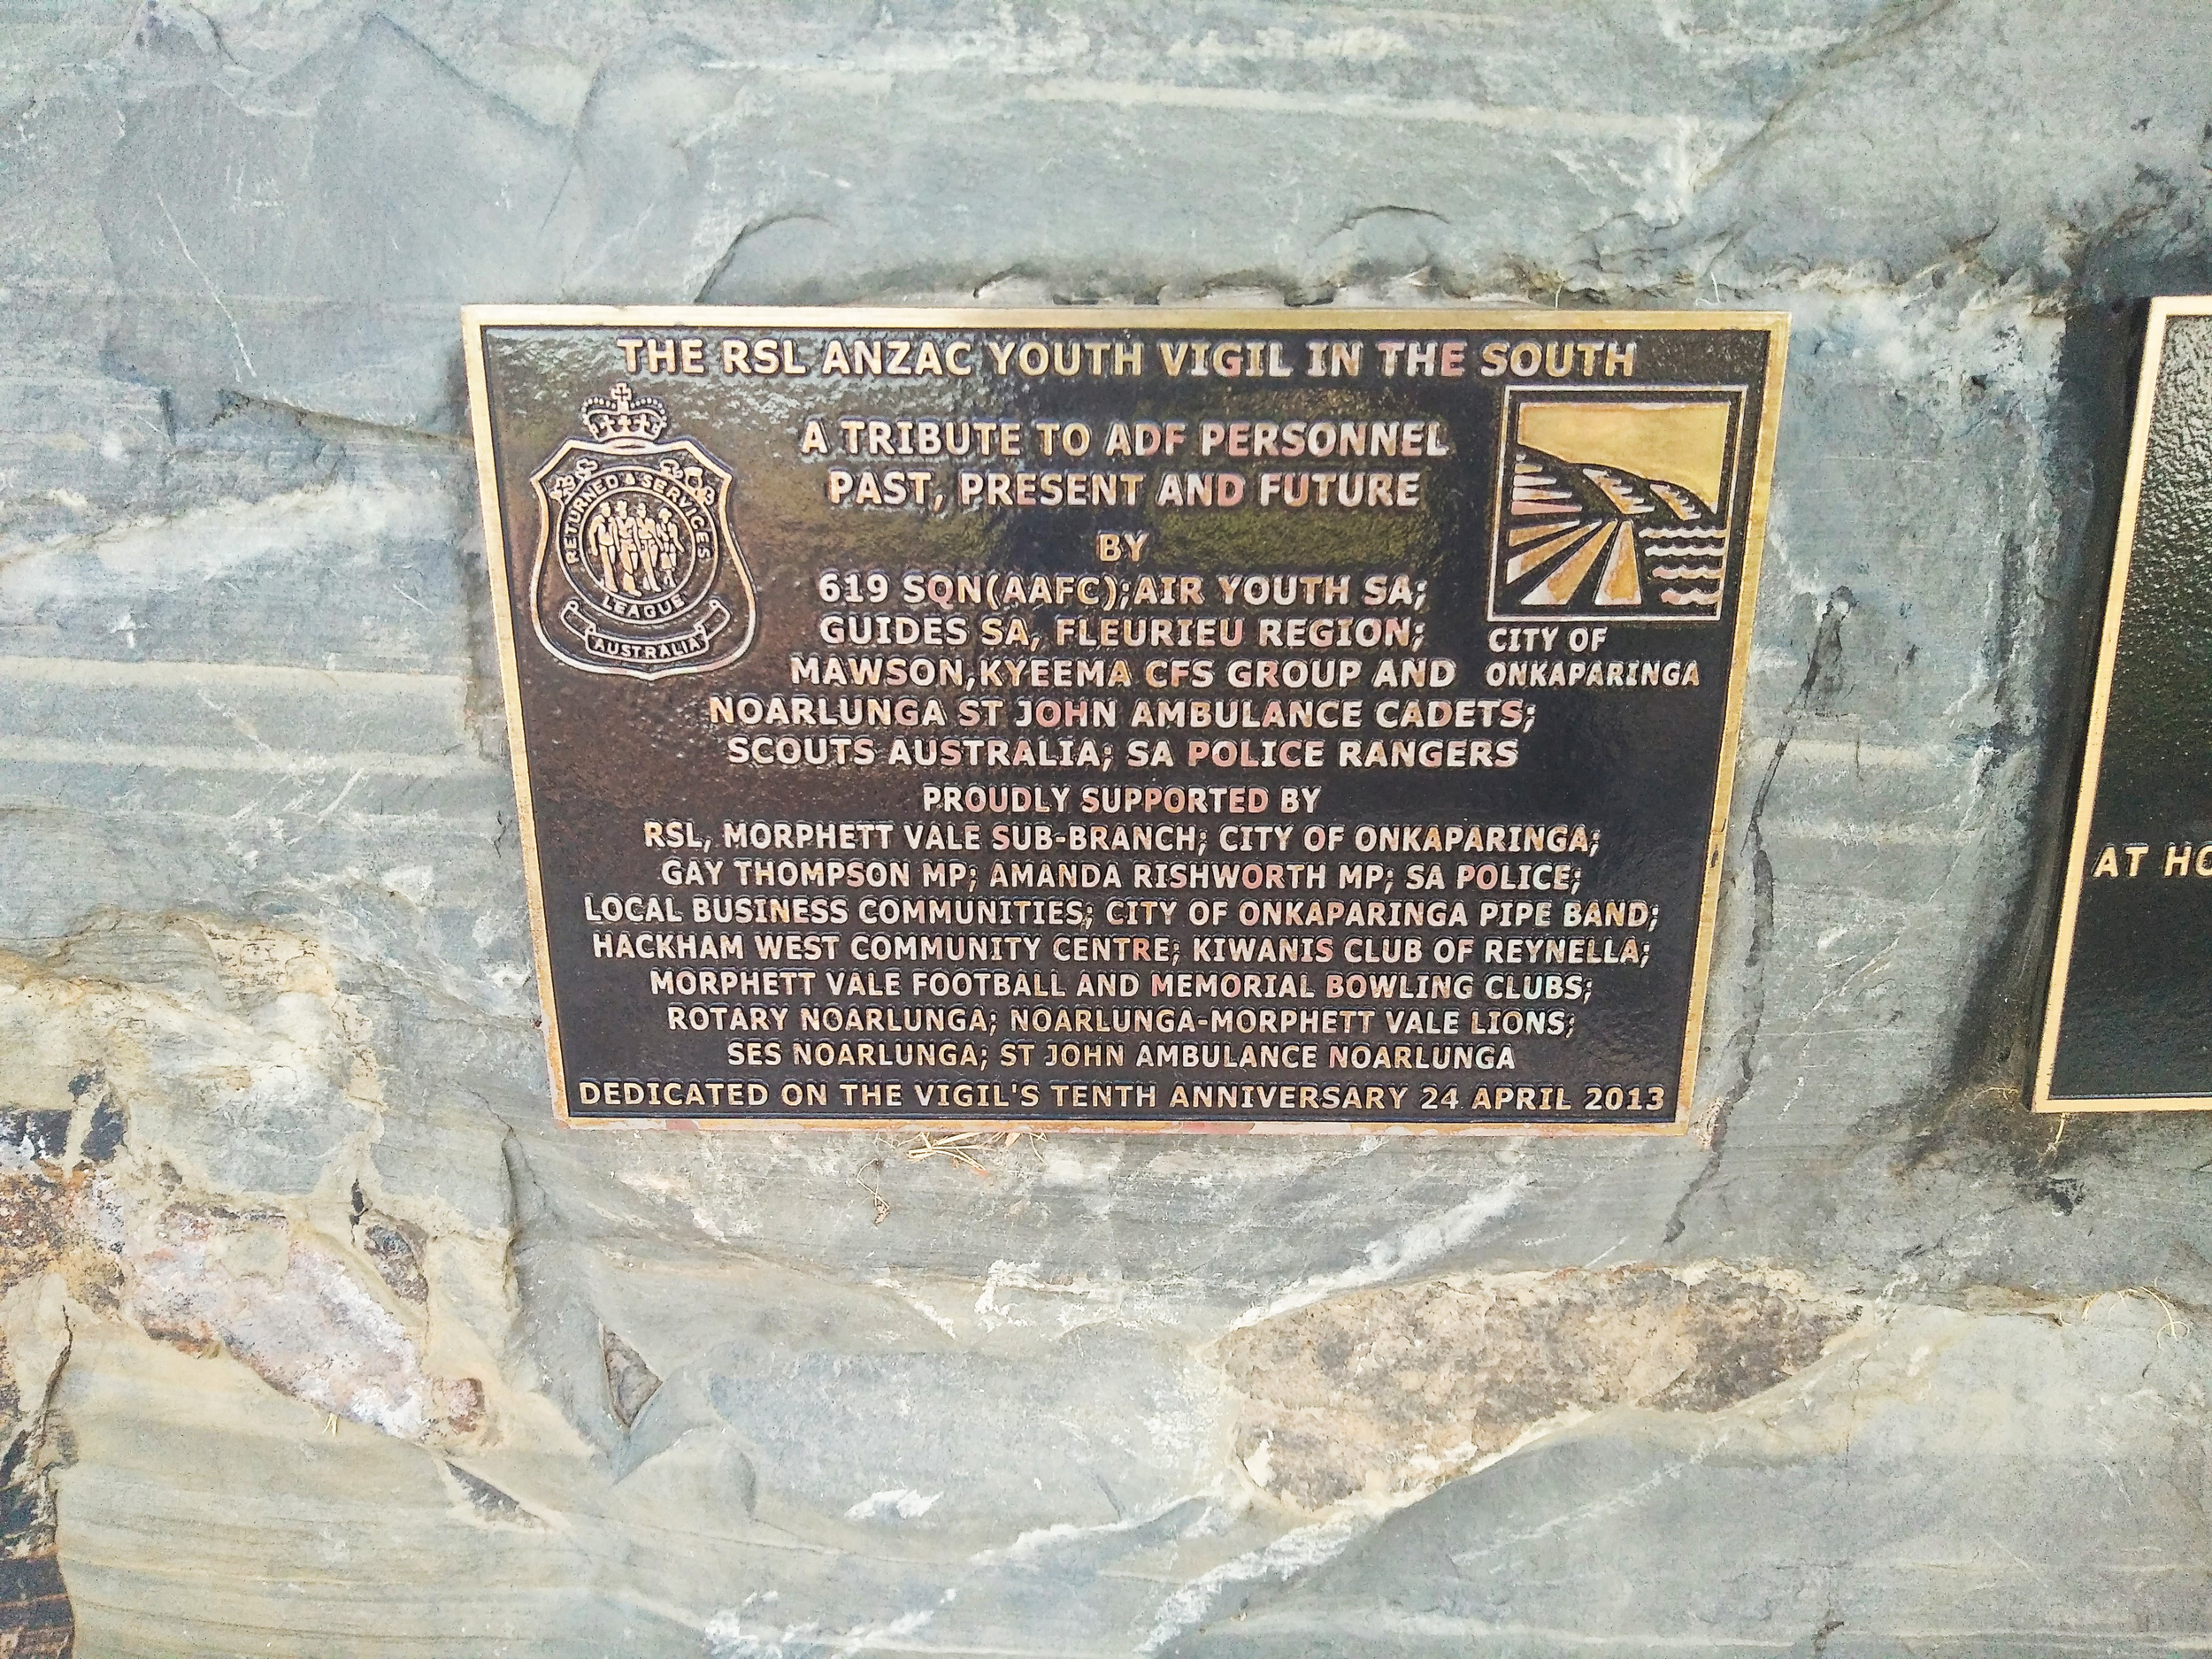 THE RSL ANZAC YOUTH VIGIL IN THE SOUTH
RETURNED & SERVICES
LEAGUE
AUSTRALIA
A TRIBUTE TO ADF PERSONNEL
PAST, PRESENT AND FUTURE
BY
619 SQN(AAFC);AIR YOUTH SA;
GUIDES SA, FLEURIEU REGION;
MAWSON,KYEEMA CFS GROUP AND
NOARLUNGA ST JOHN AMBULANCE CADETS;
SCOUTS AUSTRALIA; SA POLICE RANGERS
CITY OF
ONKAPARINGA
PROUDLY SUPPORTED BY
RSL, MORPHETT VALE SUB-BRANCH; CITY OF ONKAPARINGA;
GAY THOMPSON MP; AMANDA RISHWORTH MP; SA POLICE;
LOCAL BUSINESS COMMUNITIES; CITY OF ONKAPARINGA PIPE BAND;
HACKHAM WEST COMMUNITY CENTRE; KIWANIS CLUB OF REYNELLA;
MORPHETT VALE FOOTBALL AND MEMORIAL BOWLING CLUBS;
ROTARY NOARLUNGA; NOARLUNGA-MORPHETT VALE LIONS;
SES NOARLUNGA; ST JOHN AMBULANCE NOARLUNGA
DEDICATED ON THE VIGIL'S TENTH ANNIVERSARY 24 APRIL 2013
AT